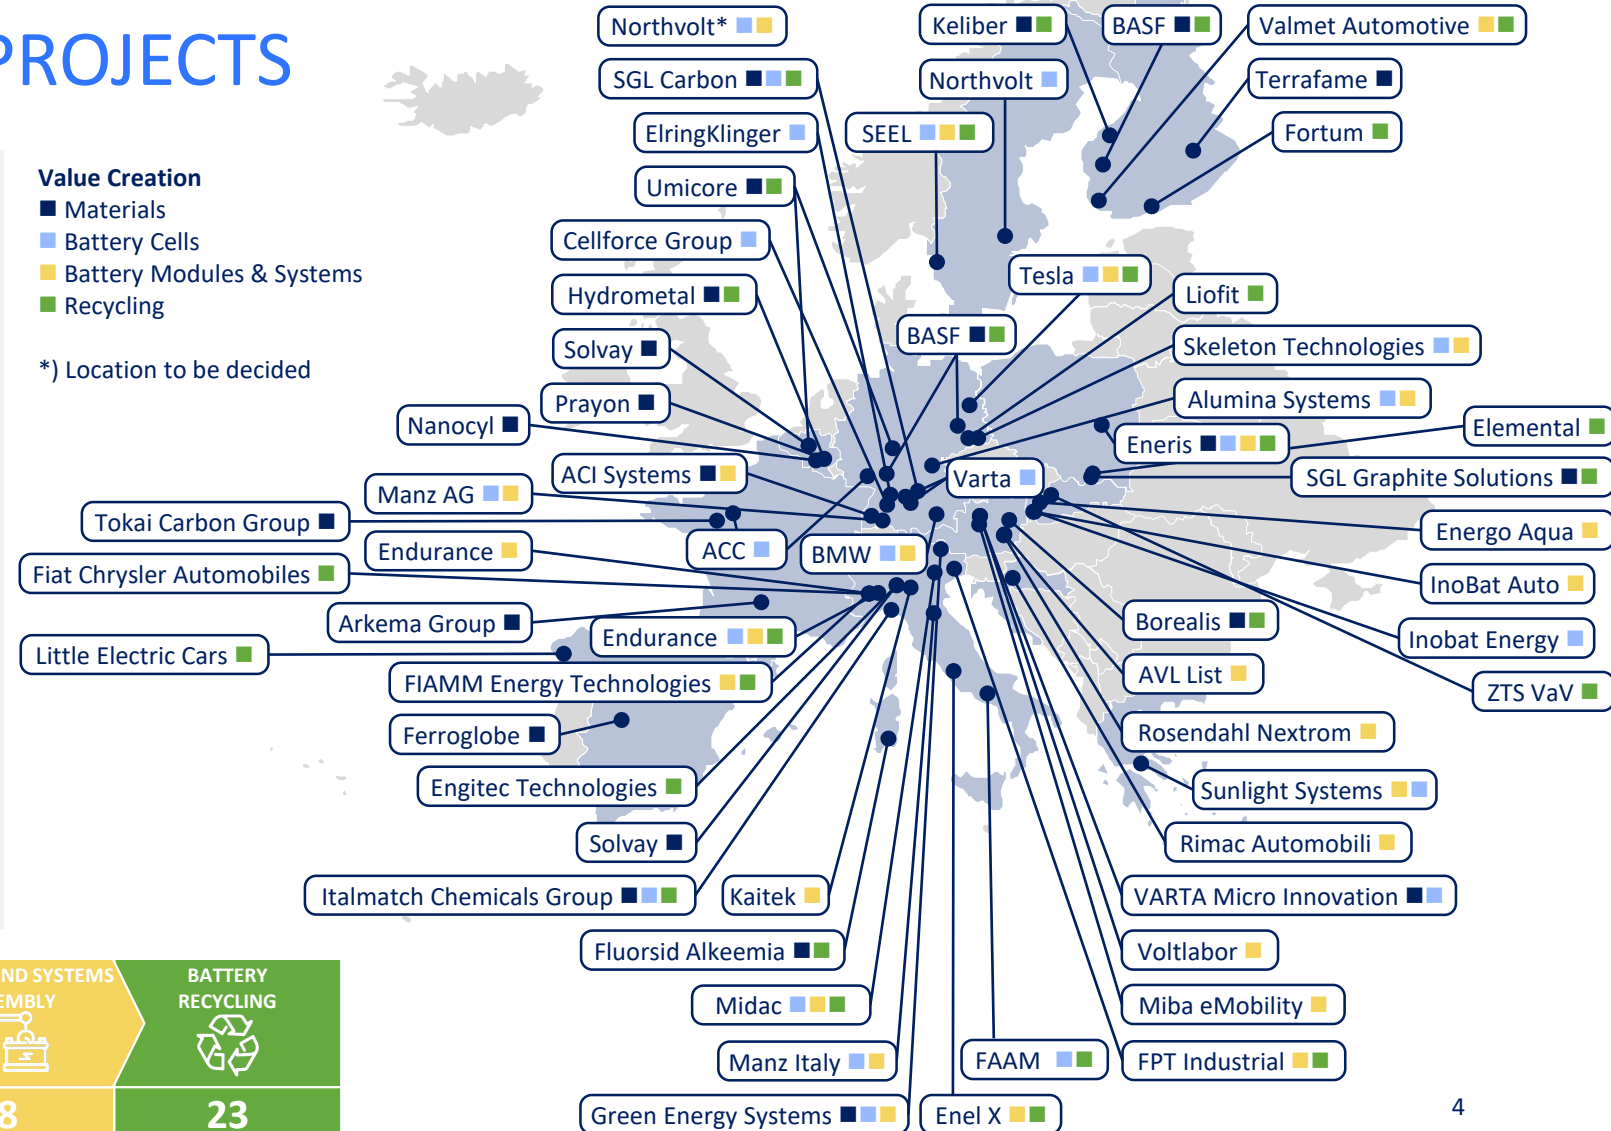 PROJECTS
Value Creation
Materials
Battery Cells
Battery Modules & Systems
Recycling
*) Location to be decided
Northvolt*
SGL Carbon
ElringKlinger
Umicore
Cellforce Group
Hydrometal
Solvay
Prayon
Nanocyl
ACI Systems
Manz AG
Tokai Carbon Group
Endurance
Fiat Chrysler Automobiles
Arkema Group
Little Electric Cars
Endurance
FIAMM Energy Technologies
Ferroglobe
Engitec Technologies
Solvay
Italmatch Chemicals Group
Kaitek
Fluorsid Alkeemia
Midac
Manz Italy
Green Energy Systems
Keliber
BASF
Valmet Automotive
Northvolt
Terrafame
SEEL
Fortum
Tesla
Liofit
BASF
Skeleton Technologies
Alumina Systems
Eneris
Elemental
Varta
SGL Graphite Solutions
ACC
BMW
Energo Aqua
InoBat Auto
Borealis
Inobat Energy
AVL List
ZTS VaV
Rosendahl Nextrom
Sunlight Systems
Rimac Automobili
VARTA Micro Innovation
Voltlabor
Miba eMobility
FAAM
FPT Industrial
Enel X
ND SYSTEMS
EMBLY
8
BATTERY
RECYCLING
23
4